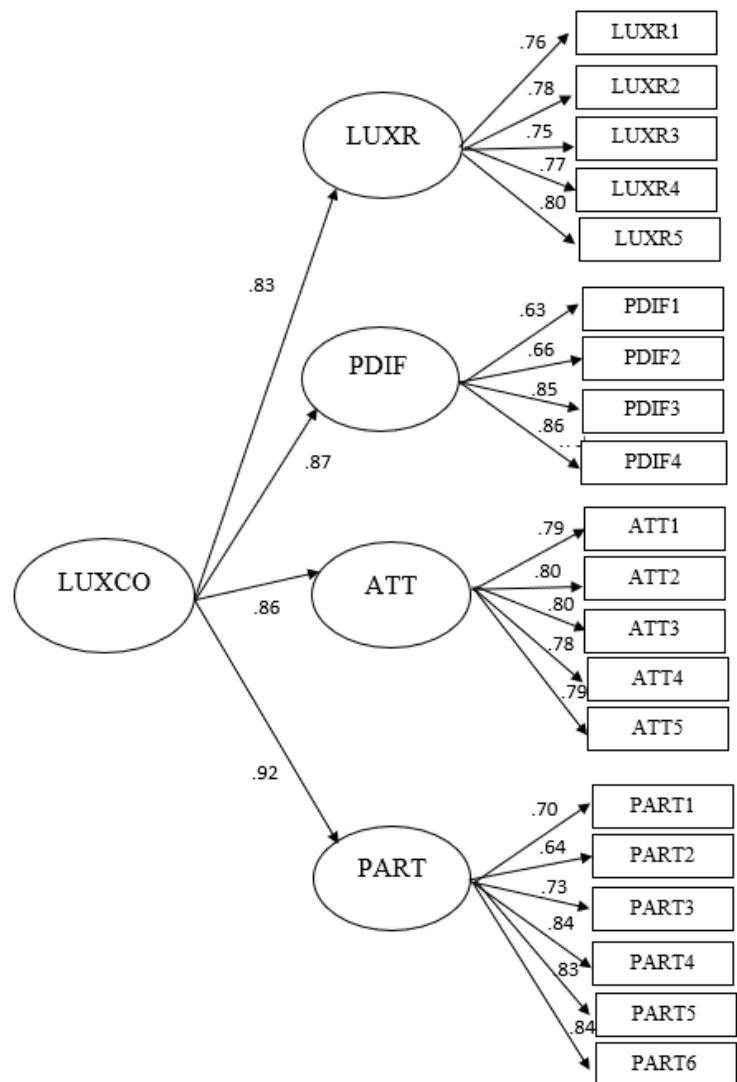 .76
LUXR1
.78
LUXR2
LUXR
.75
LUXR3
.77
LUXR4
.80
LUXR5
.83
.63
PDIF1
.66
PDIF2
PDIF
.85
PDIF3
.86
PDIF4
.87
.79
ATT1
.80
ATT2
LUXCO
ATT
.80
ATT3
.86
.78
ATT4
.79
ATT5
.92
.70
PART1
.64
PART2
PART
.73
PART3
.84
PART4
.83
PART5
.84
PART6